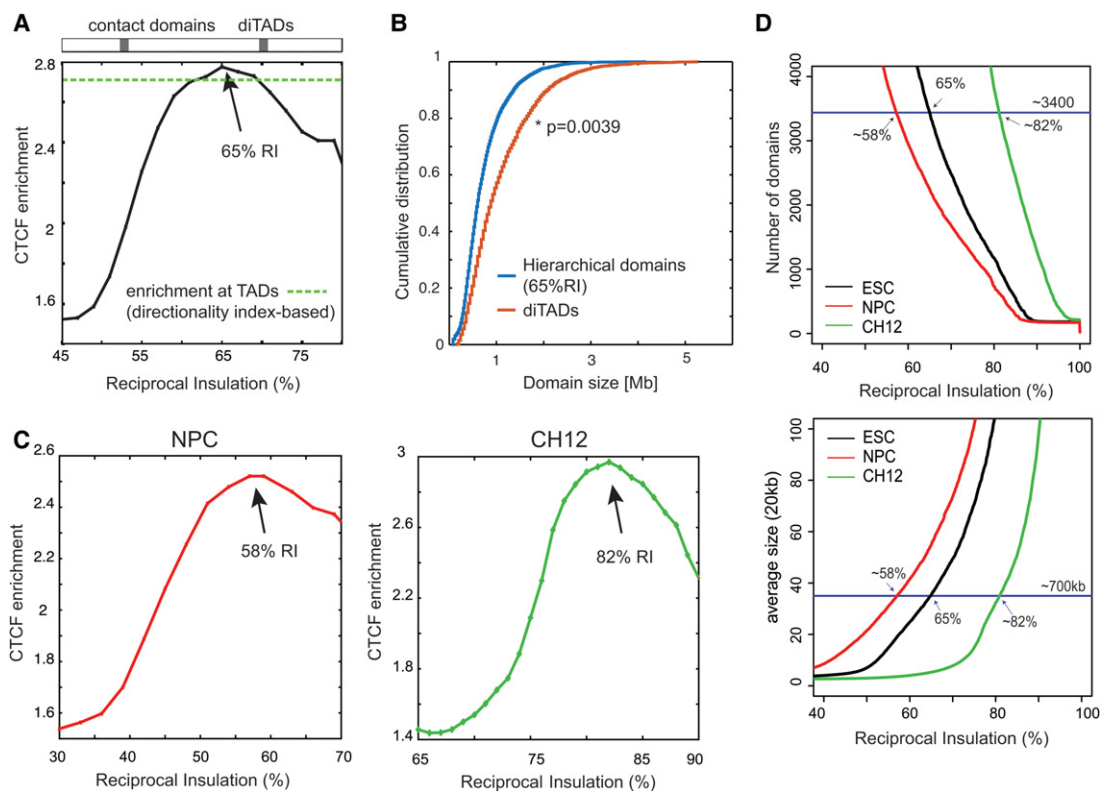 A
contact domains
diTADs
2.8
2.4
2
1.6
CTCF enrichment
65% RI
enrichment at TADs
(directionality index-based)
45
55
65
75
Reciprocal Insulation (%)
B
1
0.8
0.6
0.4
0.2
0
Cumulative distribution
* p=0.0039
Hierarchical domains
(65%RI)
diTADs
1
3
5
Domain size [Mb]
C
NPC
2.6
2.4
2.2
2
1.8
1.6
CTCF enrichment
58% RI
30
40
50
60
70
Reciprocal Insulation (%)
CH12
3
2.6
2.2
1.8
1.4
CTCF enrichment
82% RI
65
75
85
90
Reciprocal Insulation (%)
D
4000
3000
2000
1000
0
Number of domains
65%
~3400
~58%
~82%
ESC
NPC
CH12
40
60
80
100
Reciprocal Insulation (%)
100
80
60
40
20
0
average size (20kb)
ESC
NPC
CH12
~58%
~700kb
65%
~82%
40
60
80
100
Reciprocal Insulation (%)